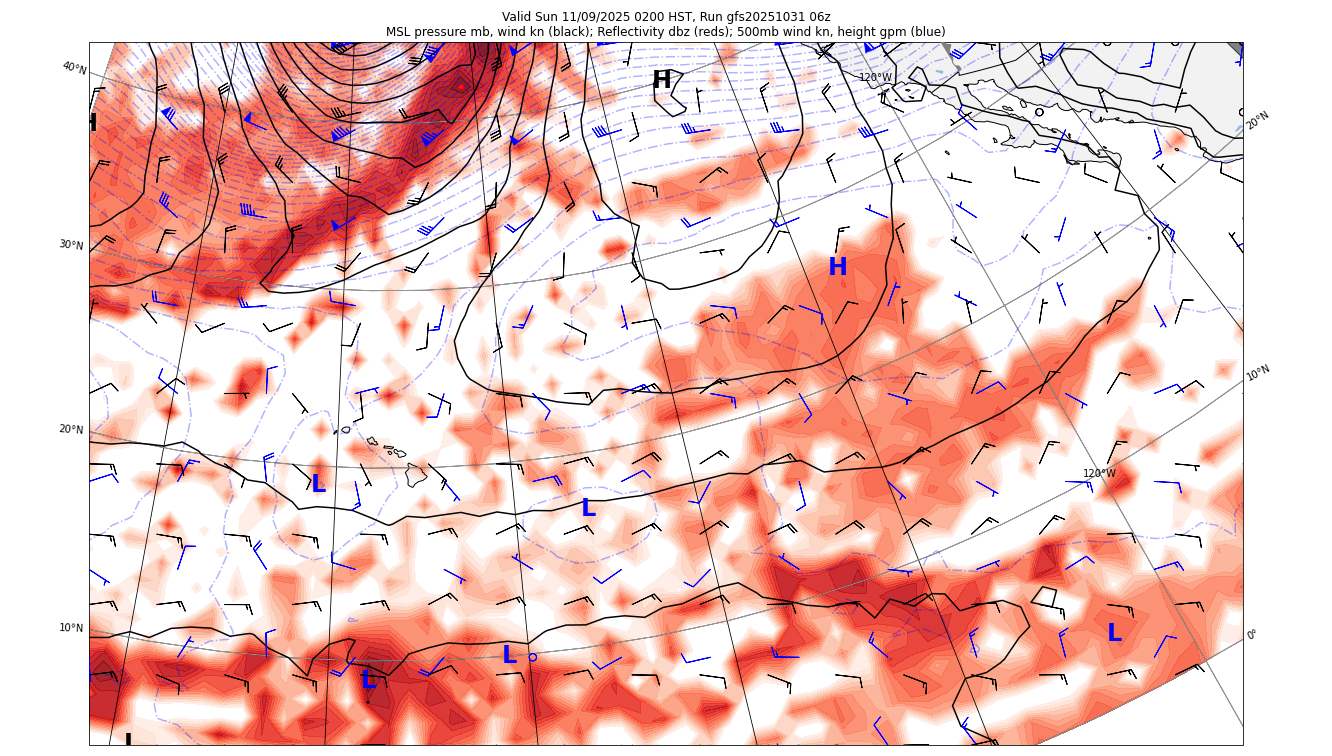 Valid Sun 11/09/2025 0200 HST, Run gfs20251031 06z
MSL pressure mb, wind kn (black); Reflectivity dbz (reds); 500mb wind kn, height gpm (blue)
40°N
H
120°W
H
20°N
30°N
H
10°N
20°N
L
120°W
L
10°N
L
L
0°
L
L